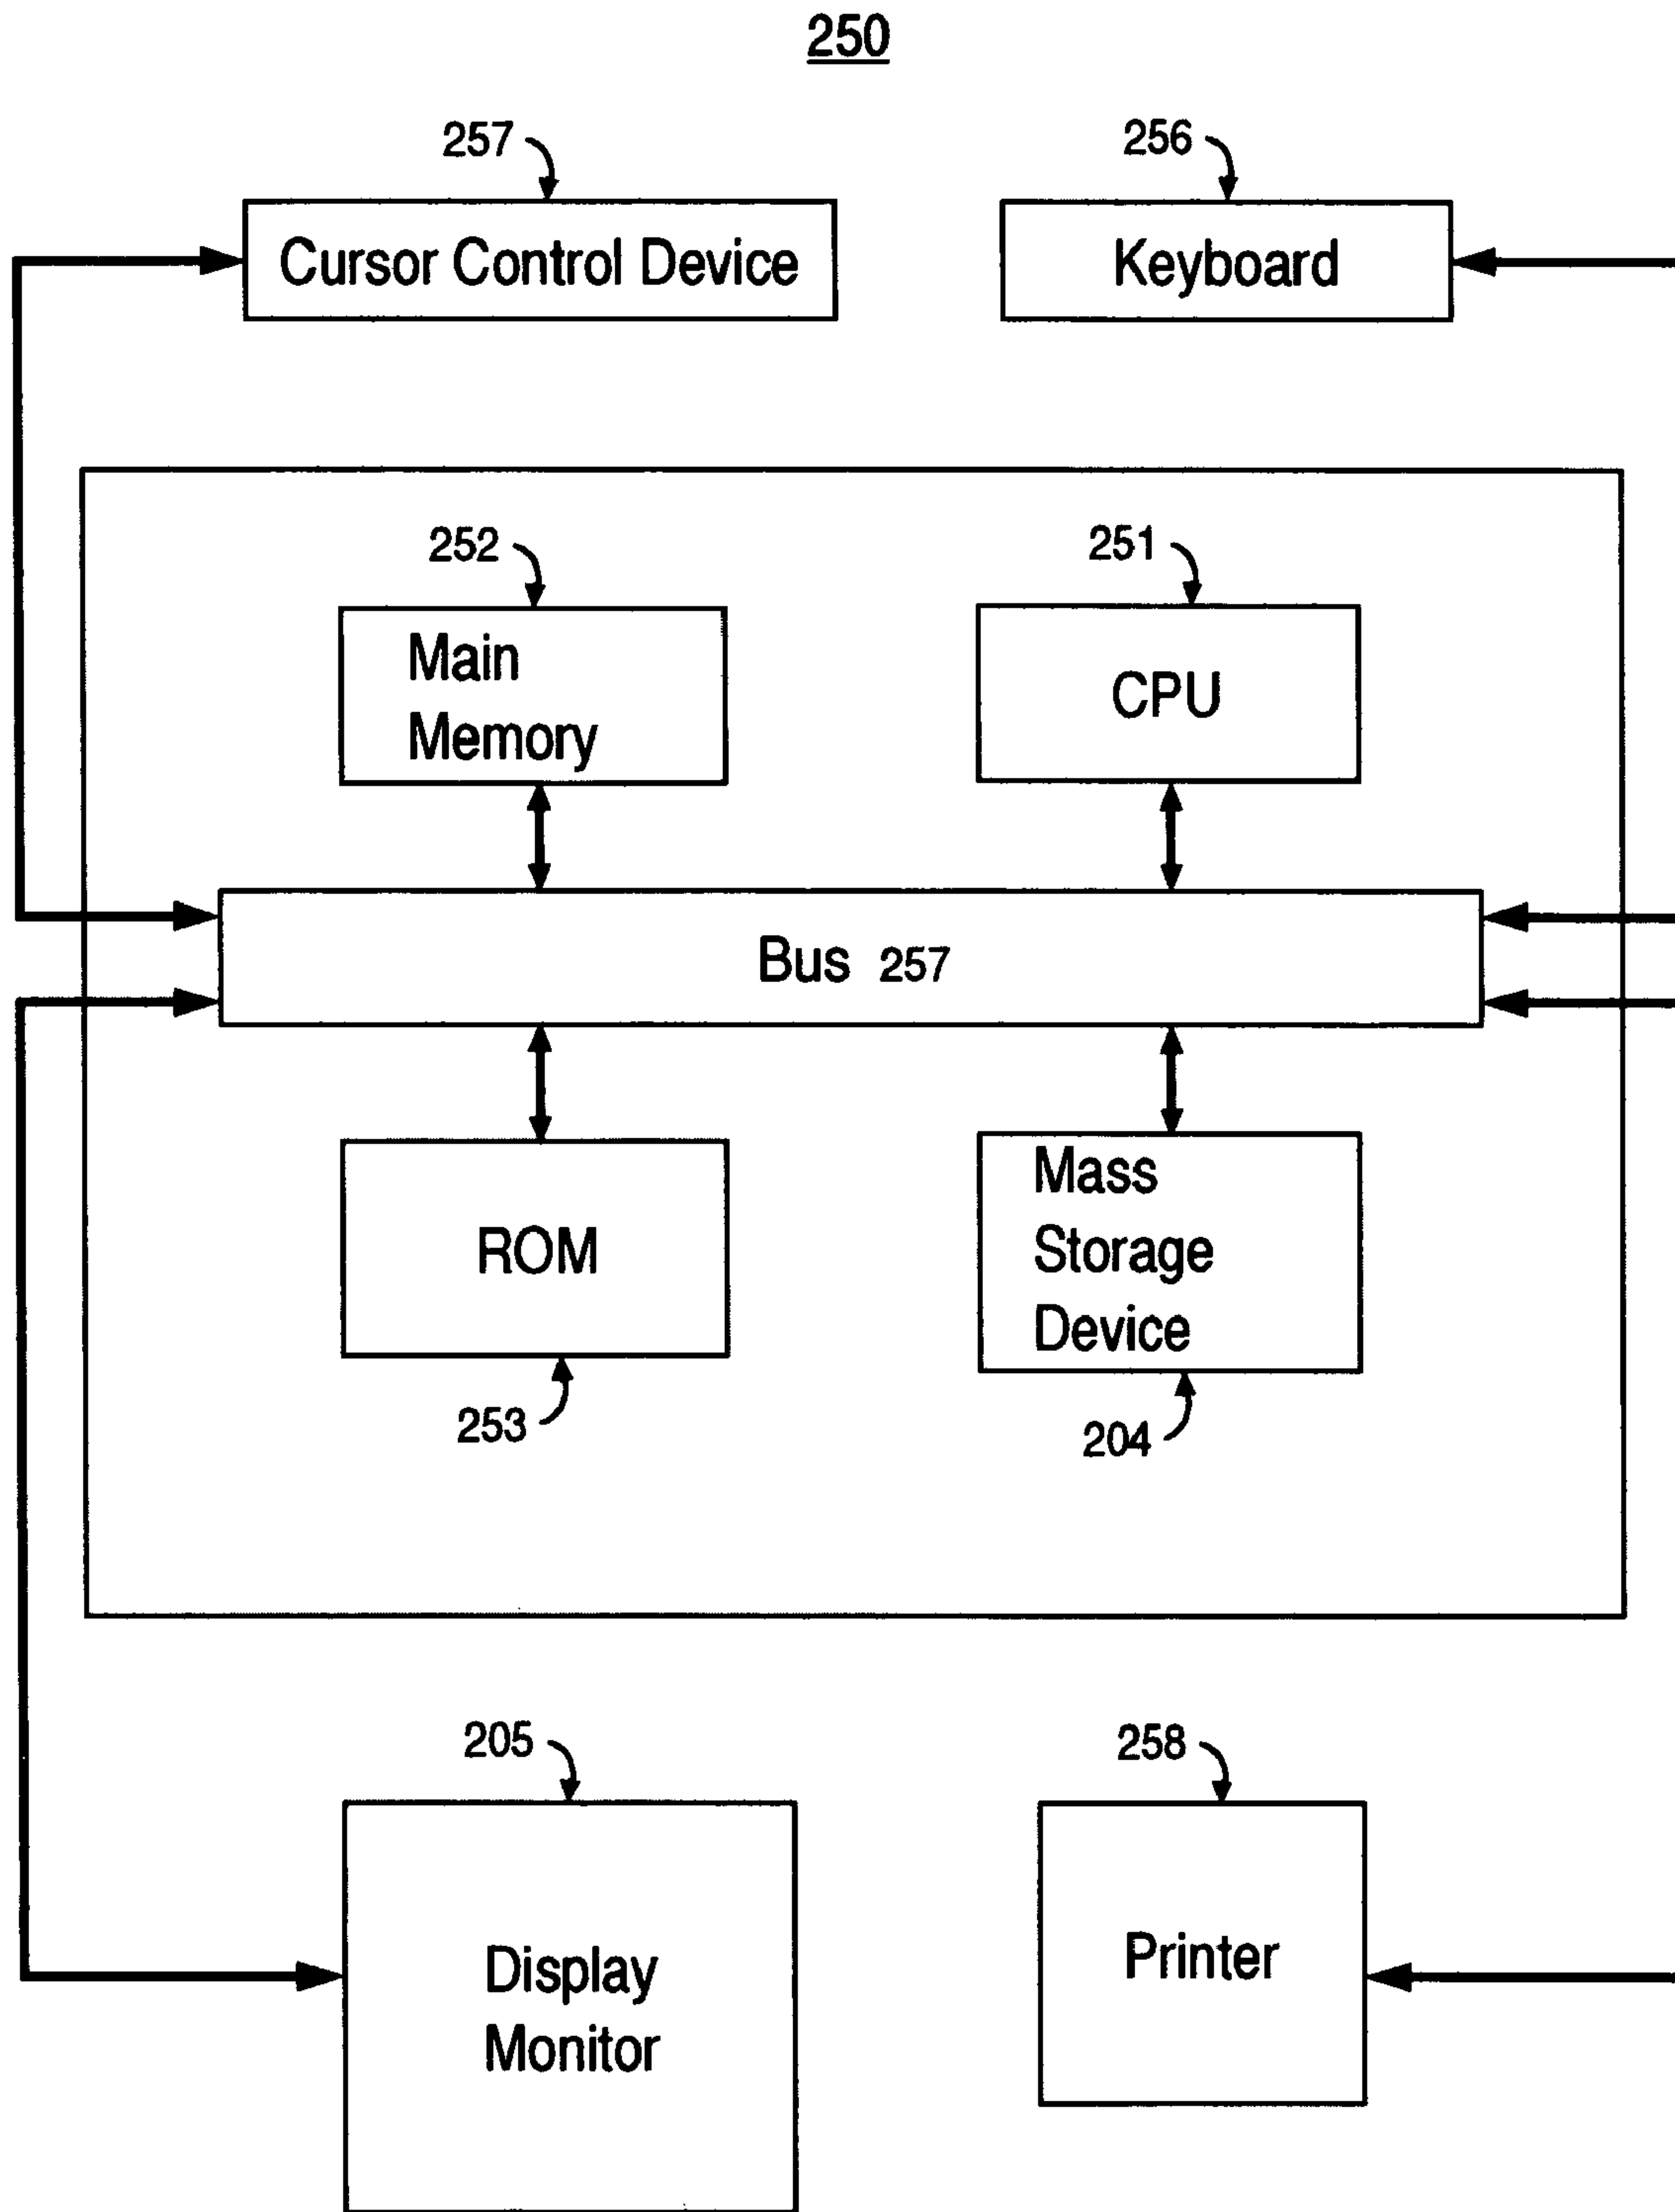 250
257
256
Cursor Control Device
Keyboard
252
251
Main
Memory
CPU
Bus 257
ROM
Mass
Storage
Device
253
204
205
258
Display
Monitor
Printer